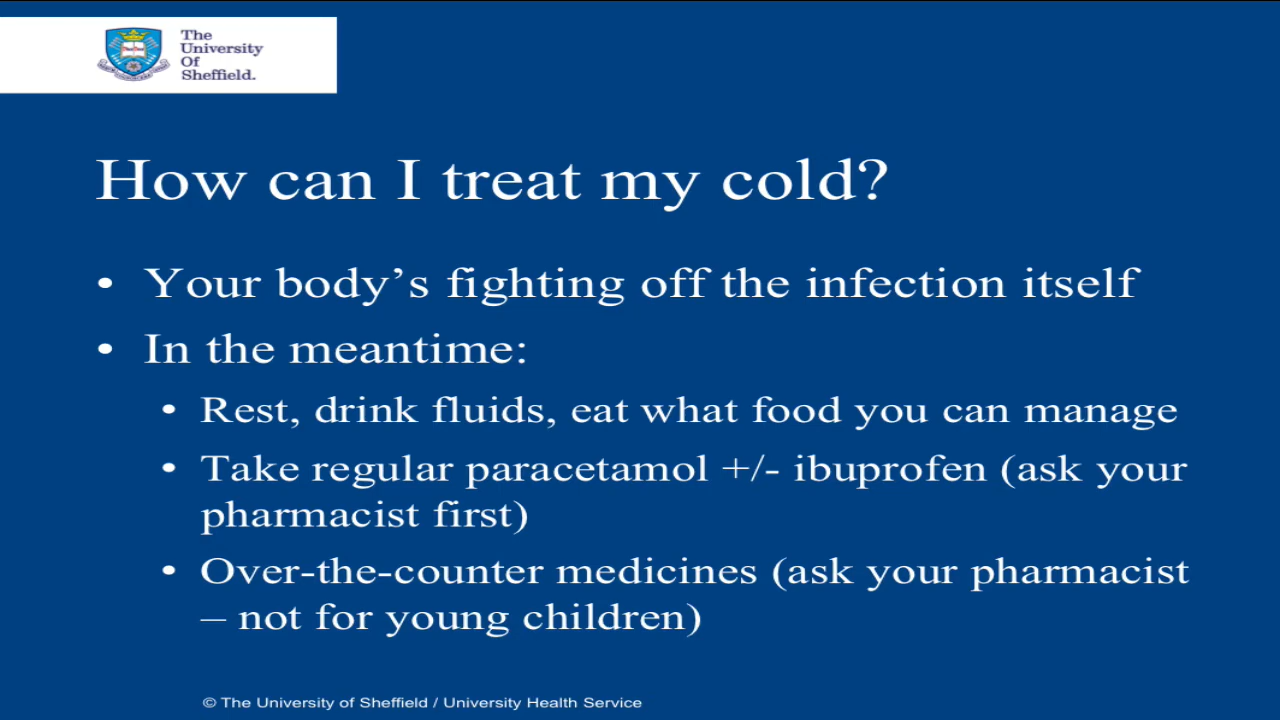 The
University
Of
Sheffield.
How can I treat my cold?
• Your body’s fighting off the infection itself
• In the meantime:
• Rest, drink fluids, eat what food you can manage
• Take regular paracetamol +/- ibuprofen (ask your
pharmacist first)
• Over-the-counter medicines (ask your pharmacist
– not for young children)
© The University of Sheffield / University Health Service